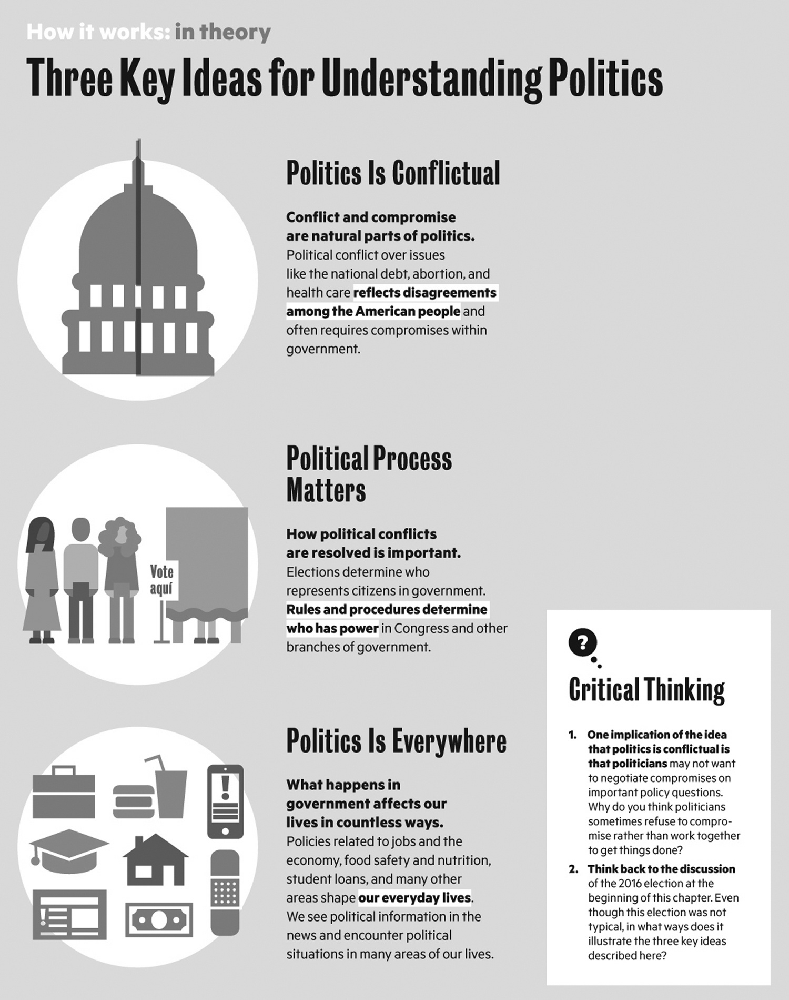 How it works: in theory
Three Key Ideas for Understanding Politics
Politics Is Conflictual
Conflict and compromise
are natural parts of politics.
Political conflict over issues
like the national debt, abortion, and
health care reflects disagreements
among the American people and
often requires compromises within
government.
Vote
aquí
Political Process
Matters
How political conflicts
are resolved is important.
Elections determine who
represents citizens in government.
Rules and procedures determine
who has power in Congress and other
branches of government.
Politics Is Everywhere
What happens in
government affects our
lives in countless ways.
Policies related to jobs and the
economy, food safety and nutrition,
student loans, and many other
areas shape our everyday lives.
We see political information in the
news and encounter political
situations in many areas of our lives.
?
Critical Thinking
1. One implication of the idea
that politics is conflictual is
that politicians may not want
to negotiate compromises on
important policy questions.
Why do you think politicians
sometimes refuse to compro-
mise rather than work together
to get things done?
2. Think back to the discussion
of the 2016 election at the
beginning of this chapter. Even
though this election was not
typical, in what ways does it
illustrate the three key ideas
described here?